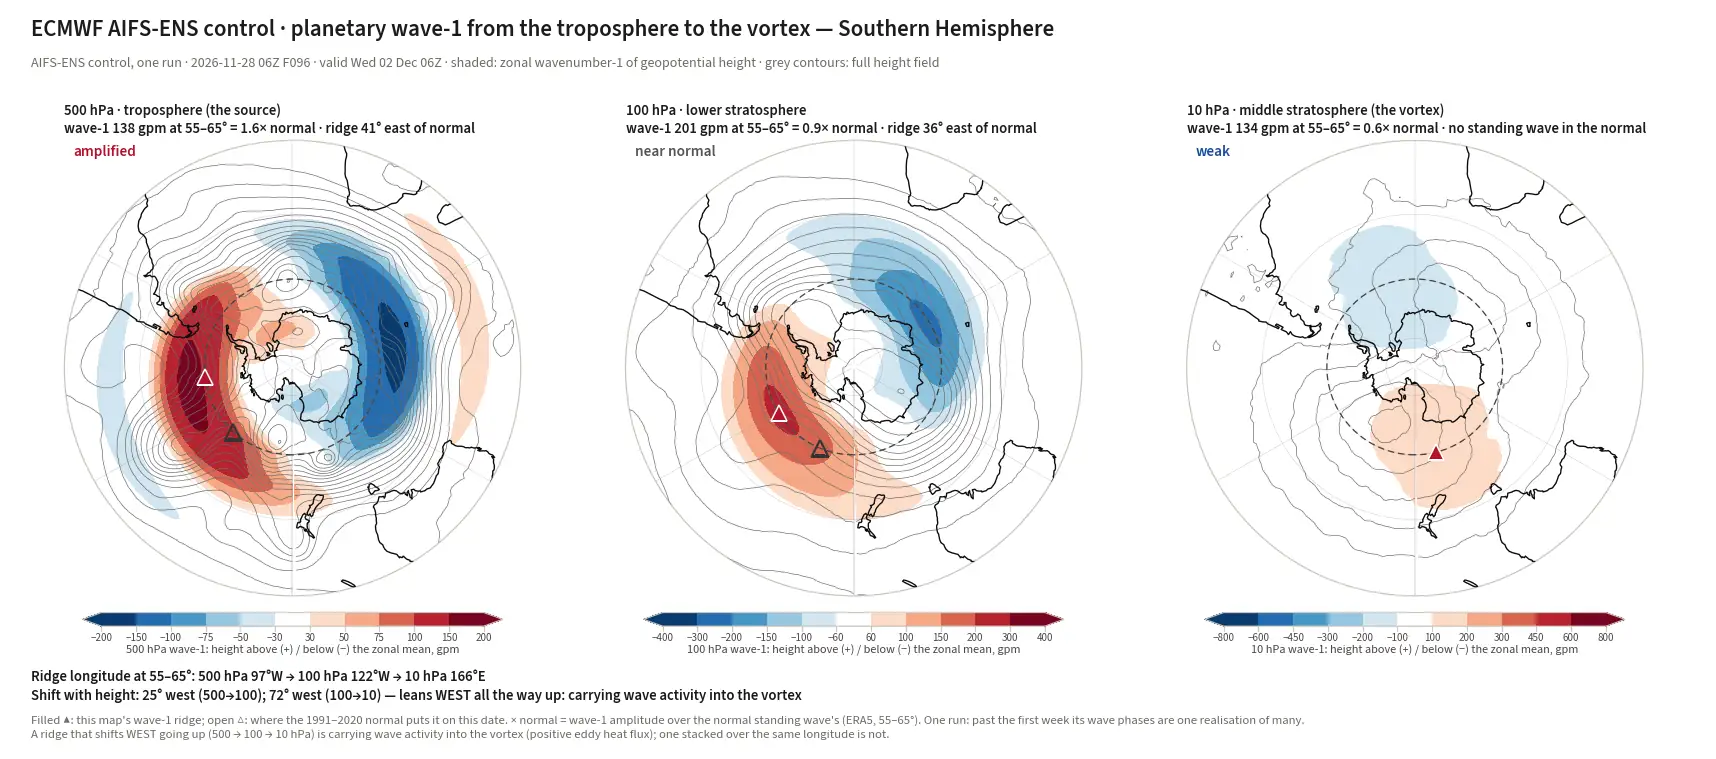 ECMWF AIFS-ENS control · planetary wave-1 from the troposphere to the vortex — Southern Hemisphere
AIFS-ENS control, one run · 2026-11-28 06Z F096 · valid Wed 02 Dec 06Z · shaded: zonal wavenumber-1 of geopotential height · grey contours: full height field
500 hPa · troposphere (the source)
wave-1 138 gpm at 55–65° = 1.6× normal · ridge 41° east of normal
amplified
100 hPa · lower stratosphere
wave-1 201 gpm at 55–65° = 0.9× normal · ridge 36° east of normal
near normal
10 hPa · middle stratosphere (the vortex)
wave-1 134 gpm at 55–65° = 0.6× normal · no standing wave in the normal
weak
−200 −150 −100 −75 −50 −30 30 50 75 100 150 200
500 hPa wave-1: height above (+) / below (−) the zonal mean, gpm
−400 −300 −200 −150 −100 −60 60 100 150 200 300 400
100 hPa wave-1: height above (+) / below (−) the zonal mean, gpm
−800 −600 −450 −300 −200 −100 100 200 300 450 600 800
10 hPa wave-1: height above (+) / below (−) the zonal mean, gpm
Ridge longitude at 55–65°: 500 hPa 97°W → 100 hPa 122°W → 10 hPa 166°E
Shift with height: 25° west (500→100); 72° west (100→10) — leans WEST all the way up: carrying wave activity into the vortex
Filled ▲: this map's wave-1 ridge; open △: where the 1991–2020 normal puts it on this date. × normal = wave-1 amplitude over the normal standing wave's (ERA5, 55–65°). One run: past the first week its wave phases are one realisation of many.
A ridge that shifts WEST going up (500 → 100 → 10 hPa) is carrying wave activity into the vortex (positive eddy heat flux); one stacked over the same longitude is not.